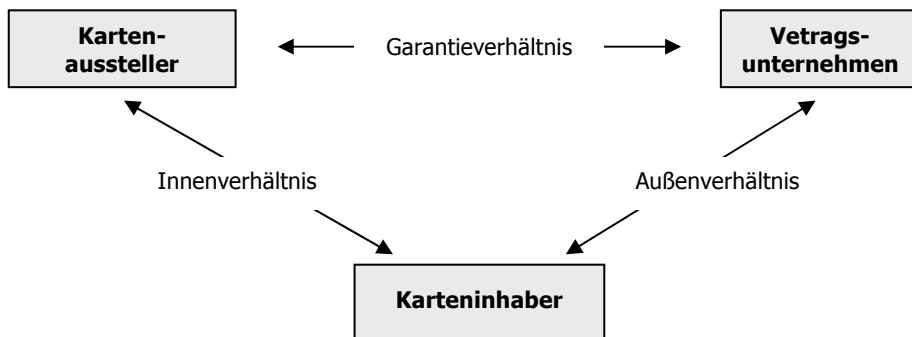 Karten-
aussteller
Garantieverhältnis
Vetrags-
unternehmen
Innenverhältnis
Außenverhältnis
Karteninhaber